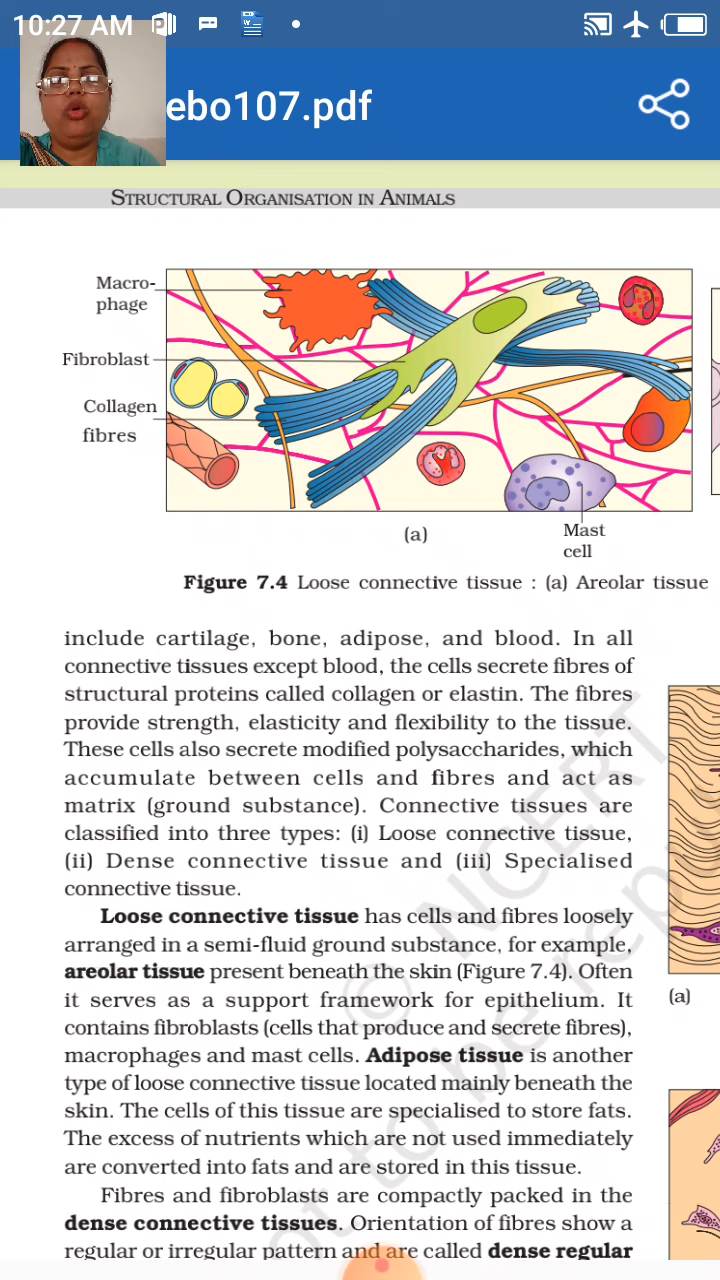 10:27 AM
ebo107.pdf
STRUCTURAL ORGANISATION IN ANIMALS
Macro-
phage
Fibroblast
Collagen
fibres
(a)
Mast
cell
Figure 7.4 Loose connective tissue : (a) Areolar tissue
include cartilage, bone, adipose, and blood. In all
connective tissues except blood, the cells secrete fibres of
structural proteins called collagen or elastin. The fibres
provide strength, elasticity and flexibility to the tissue.
These cells also secrete modified polysaccharides, which
accumulate between cells and fibres and act as
matrix (ground substance). Connective tissues are
classified into three types: (i) Loose connective tissue,
(ii) Dense connective tissue and (iii) Specialised
connective tissue.
Loose connective tissue has cells and fibres loosely
arranged in a semi-fluid ground substance, for example,
areolar tissue present beneath the skin (Figure 7.4). Often
it serves as a support framework for epithelium. It
contains fibroblasts (cells that produce and secrete fibres),
macrophages and mast cells. Adipose tissue is another
type of loose connective tissue located mainly beneath the
skin. The cells of this tissue are specialised to store fats.
The excess of nutrients which are not used immediately
are converted into fats and are stored in this tissue.
Fibres and fibroblasts are compactly packed in the
dense connective tissues. Orientation of fibres show a
regular or irregular pattern and are called dense regular
(a)
© NCERT
to be rep